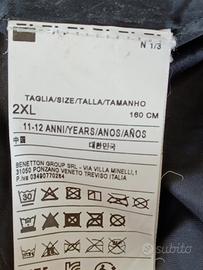 N 1/3
TAGLIA/SIZE/TALLA/TAMANHO
2XL
160 CM
11-12 ANNI/YEARS/ANOS/AÑOS
中国
대한민국
BENETTON GROUP SRL - VIA VILLA MINELLI,1
31050 PONZANO VENETO TREVISO ITALIA
P.iva 03490770264
30
subito